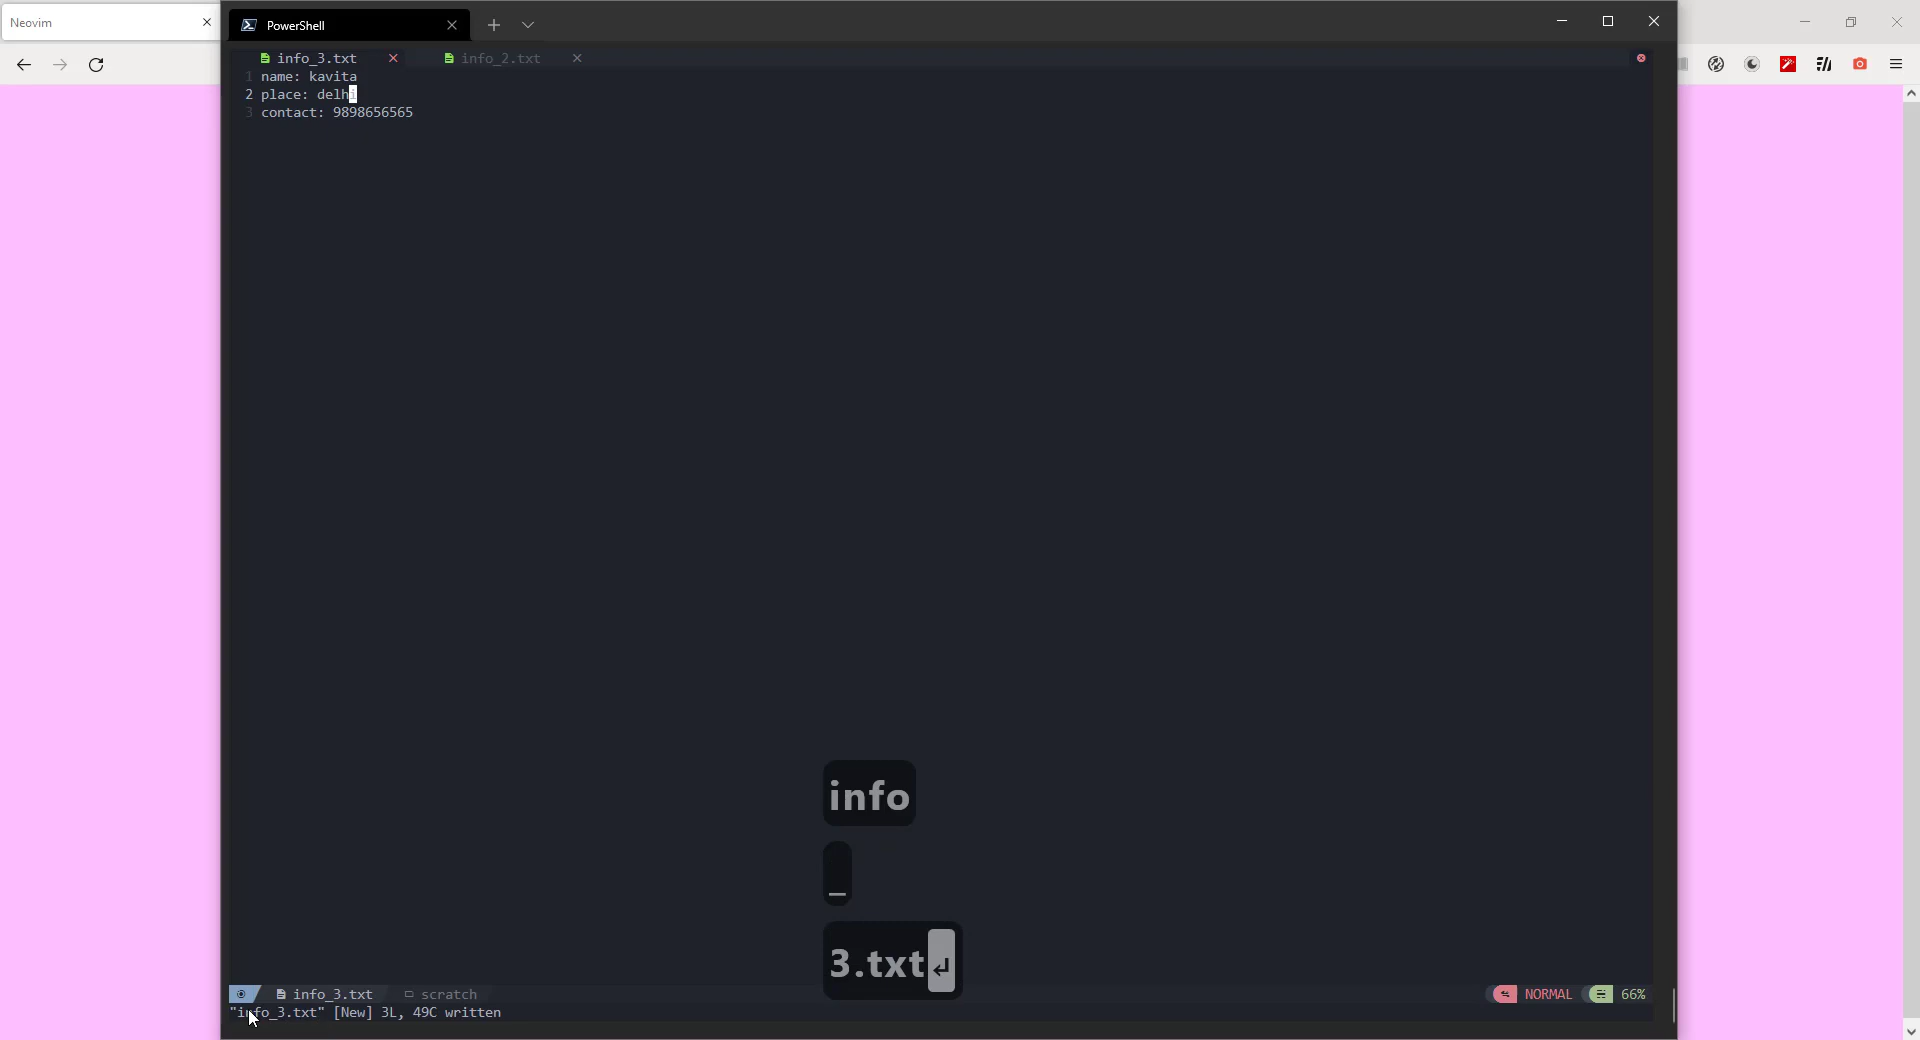 Neovim
PowerShell
info_3.txt
info_2.txt
1 name: kavita
2 place: delhi
3 contact: 9898656565
info
_
3.txt
info_3.txt
scratch
NORMAL
66%
"info_3.txt" [New] 3L, 49C written